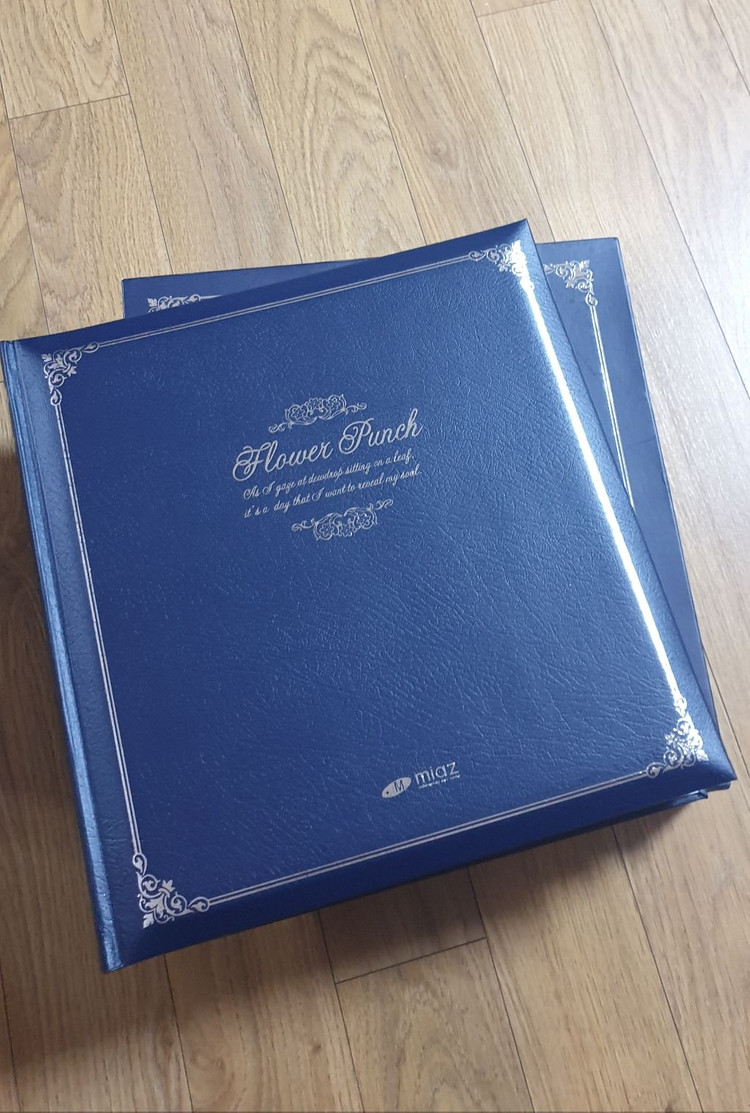 Flower Punch
As I gaze at dewdrop sitting on a leaf.
it's a day that I want to reveal my soul.
M miaz